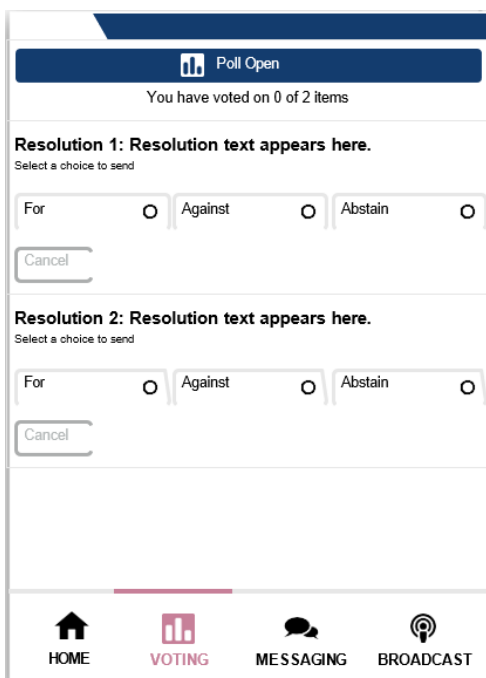 Poll Open
You have voted on 0 of 2 items
Resolution 1: Resolution text appears here.
Select a choice to send
For Against Abstain
Cancel
Resolution 2: Resolution text appears here.
Select a choice to send
For Against Abstain
Cancel
HOME VOTING MESSAGING BROADCAST